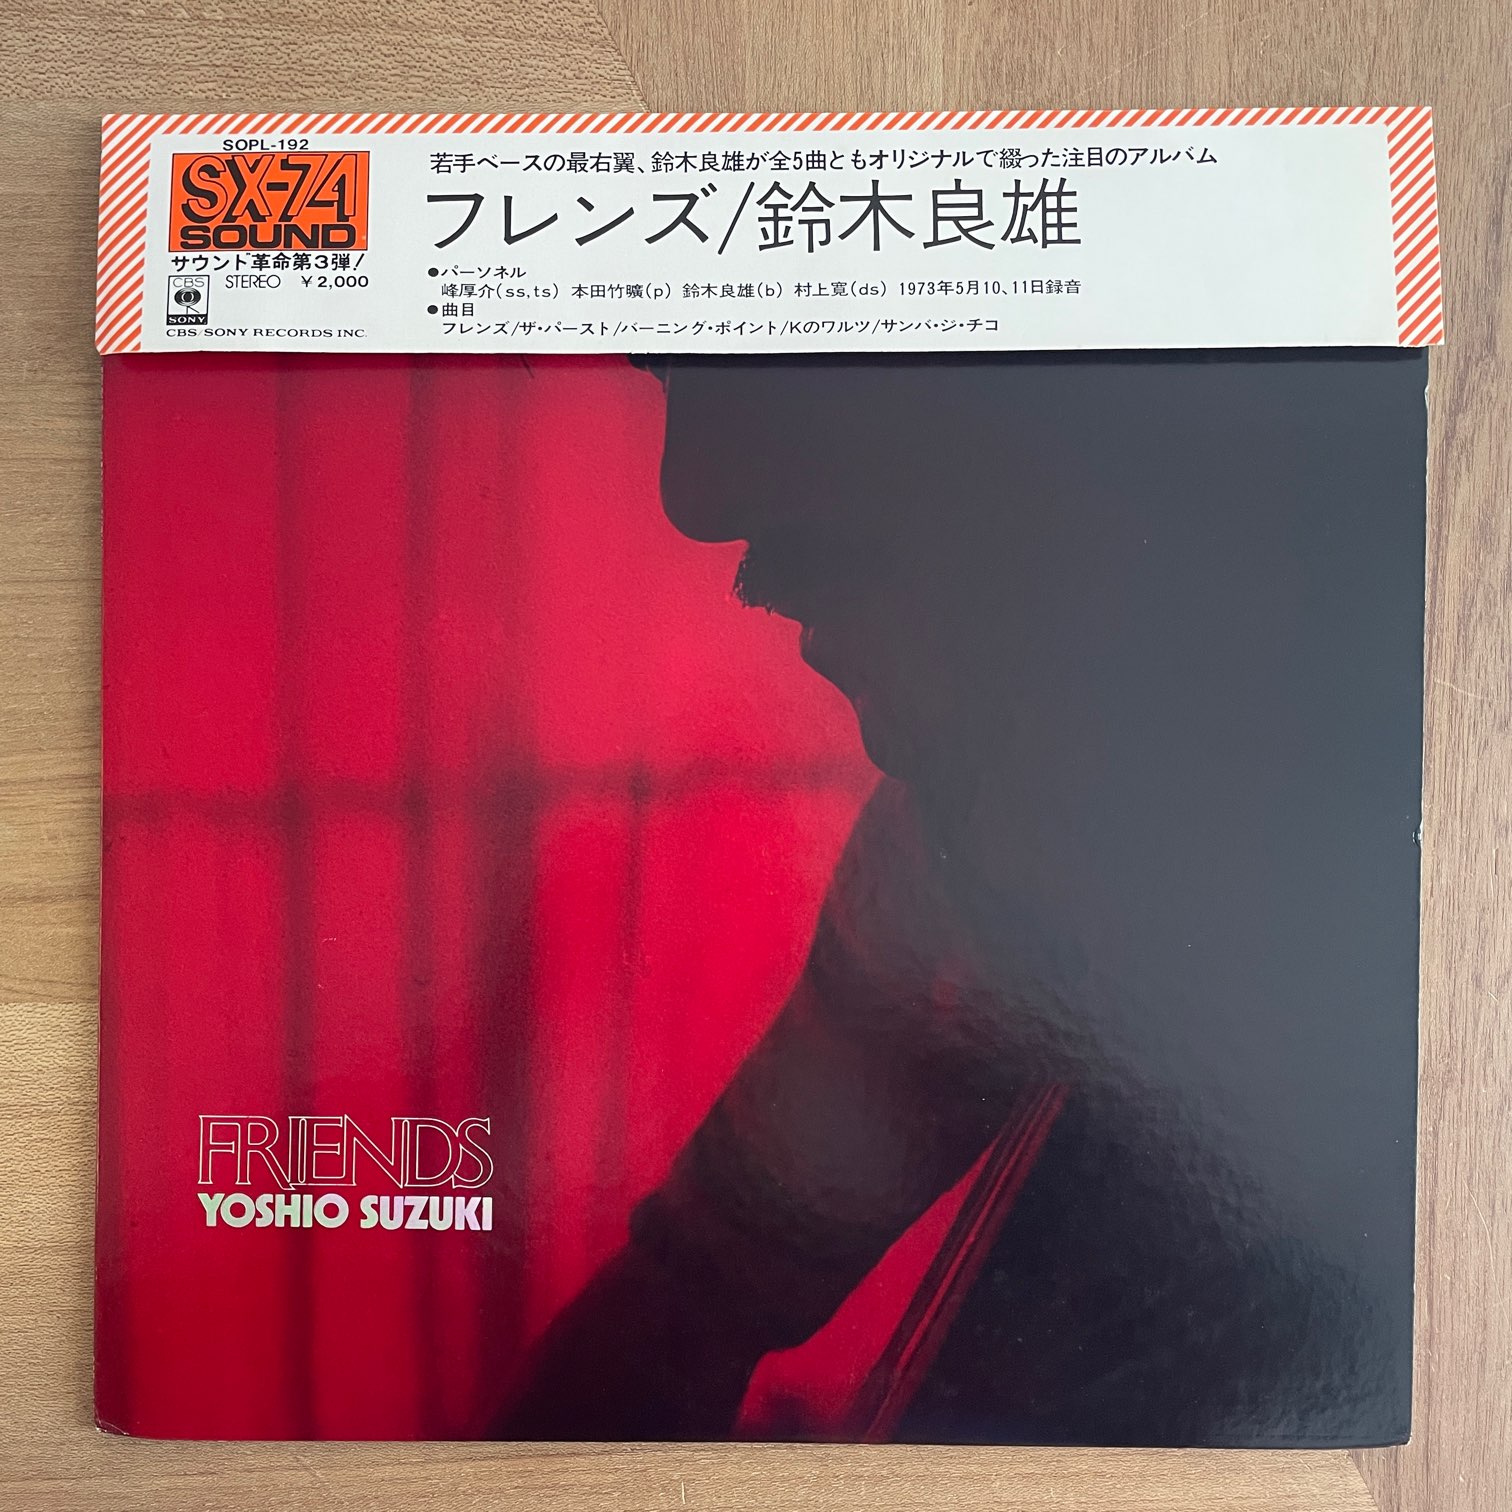 SOPL-192
SX-74
SOUND
サウンド革命第3弾!
CBS
SONY
STEREO ¥2,000
CBS/SONY RECORDS INC.
若手ベースの最右翼、鈴木良雄が全5曲ともオリジナルで綴った注目のアルバム
フレンズ/鈴木良雄
●パーソネル
峰厚介(ss,ts) 本田竹曠(p) 鈴木良雄(b) 村上寛(ds) 1973年5月10、11日録音
●曲目
フレンズ/ザ・パースト/バーニング・ポイント/Kのワルツ/サンバ・ジ・チコ
FRIENDS
YOSHIO SUZUKI